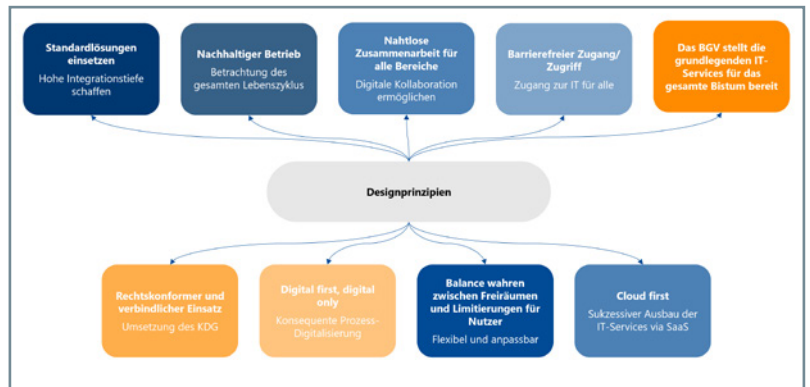 Standardlösungen
einsetzen
Hohe Integrationstiefe
schaffen
Nachhaltiger Betrieb
Betrachtung des
gesamten Lebenszyklus
Nahtlose
Zusammenarbeit für
alle Bereiche
Digitale Kollaboration
ermöglichen
Barrierefreier Zugang/
Zugriff
Zugang zur IT für alle
Das BGV stellt die
grundlegenden IT-
Services für das
gesamte Bistum bereit
Designprinzipien
Rechtskonformer und
verbindlicher Einsatz
Umsetzung des KDG
Digital first, digital
only
Konsequente Prozess-
Digitalisierung
Balance wahren
zwischen Freiräumen
und Limitierungen für
Nutzer
Flexibel und anpassbar
Cloud first
Sukzessiver Ausbau der
IT-Services via SaaS